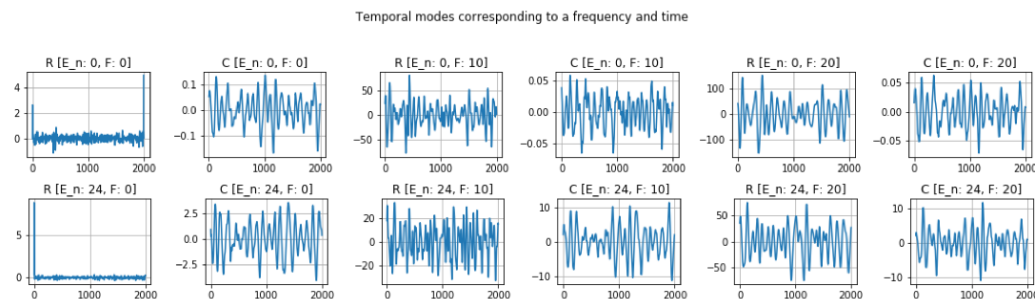 Temporal modes corresponding to a frequency and time
R [E_n: 0, F: 0]
C [E_n: 0, F: 0]
R [E_n: 0, F: 10]
C [E_n: 0, F: 10]
R [E_n: 0, F: 20]
C [E_n: 0, F: 20]
4
2
0
0.1
0.0
−0.1
50
0
−50
0.05
0.00
−0.05
100
0
−100
0.05
0.00
−0.05
0 1000 2000
0 1000 2000
0 1000 2000
0 1000 2000
0 1000 2000
0 1000 2000
R [E_n: 24, F: 0]
C [E_n: 24, F: 0]
R [E_n: 24, F: 10]
C [E_n: 24, F: 10]
R [E_n: 24, F: 20]
C [E_n: 24, F: 20]
5
0
2.5
0.0
−2.5
20
0
−20
10
0
−10
50
0
−50
10
0
−10
0 1000 2000
0 1000 2000
0 1000 2000
0 1000 2000
0 1000 2000
0 1000 2000